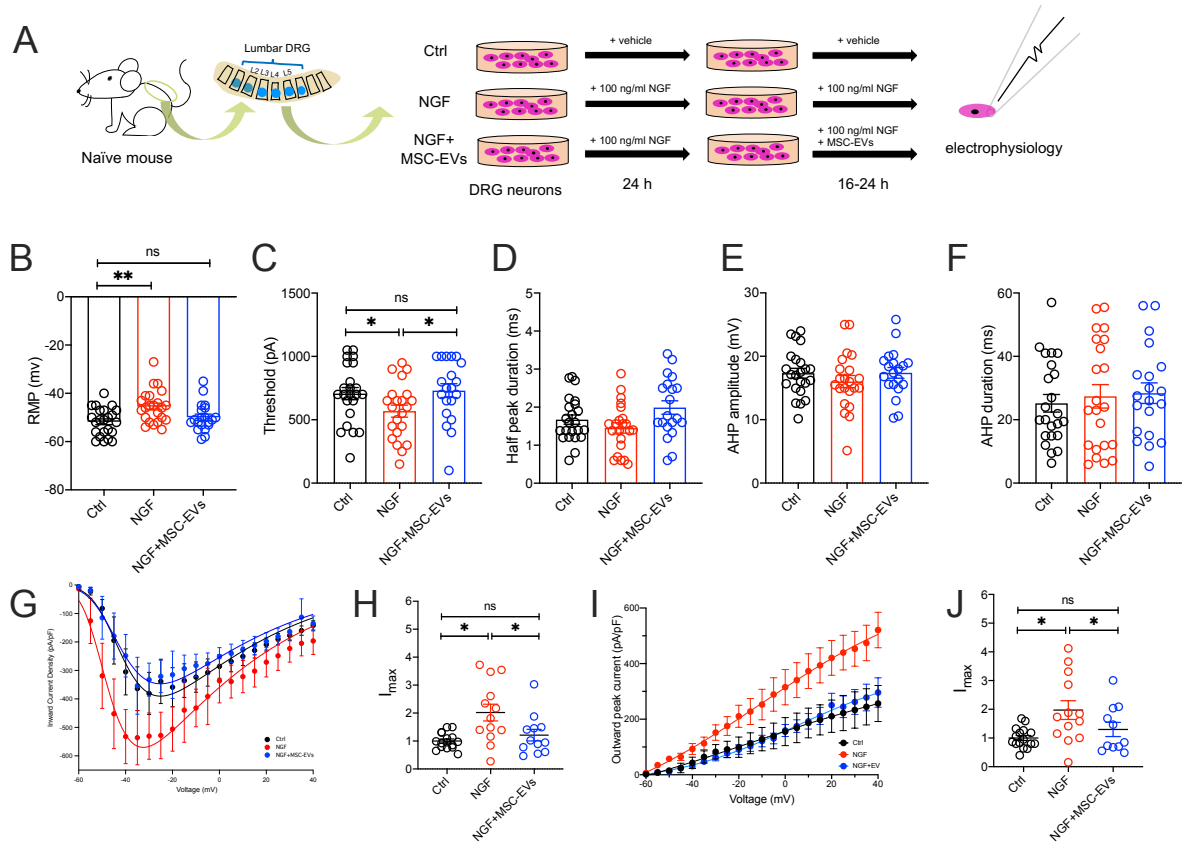 A
Lumbar DRG
L2 L3 L4 L5
Naïve mouse
Ctrl
+ vehicle
+ vehicle
NGF
+ 100 ng/ml NGF
+ 100 ng/ml NGF
NGF+
MSC-EVs
+ 100 ng/ml NGF
+ 100 ng/ml NGF
+ MSC-EVs
DRG neurons
24 h
16-24 h
electrophysiology
B
ns
**
RMP (mV)
0
-20
-40
-60
-80
Ctrl
NGF
NGF+MSC-EVs
C
ns
*
*
Threshold (pA)
1500
1000
500
0
Ctrl
NGF
NGF+MSC-EVs
D
Half peak duration (ms)
5
4
3
2
1
0
Ctrl
NGF
NGF+MSC-EVs
E
AHP amplitude (mV)
30
20
10
0
Ctrl
NGF
NGF+MSC-EVs
F
AHP duration (ms)
60
40
20
0
Ctrl
NGF
NGF+MSC-EVs
G
Inward Current Density (pA/pF)
0
-100
-200
-300
-400
-500
-600
-60
-40
-20
0
20
40
Voltage (mV)
Ctrl
NGF
NGF+MSC-EVs
H
ns
*
*
Imax
6
5
4
3
2
1
0
Ctrl
NGF
NGF+MSC-EVs
I
Outward peak current (pA/pF)
600
400
200
0
-60
-50
-40
-30
-20
-10
0
10
20
30
40
Voltage (mV)
Ctrl
NGF
NGF+EV
J
ns
*
*
Imax
6
5
4
3
2
1
0
Ctrl
NGF
NGF+MSC-EVs